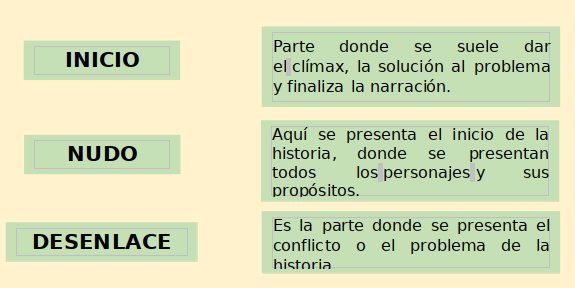 INICIO
Parte donde se suele dar
el clímax, la solución al problema
y finaliza la narración.
NUDO
Aquí se presenta el inicio de la
historia, donde se presentan
todos los personajes y sus
propósitos.
DESENLACE
Es la parte donde se presenta el
conflicto o el problema de la
historia